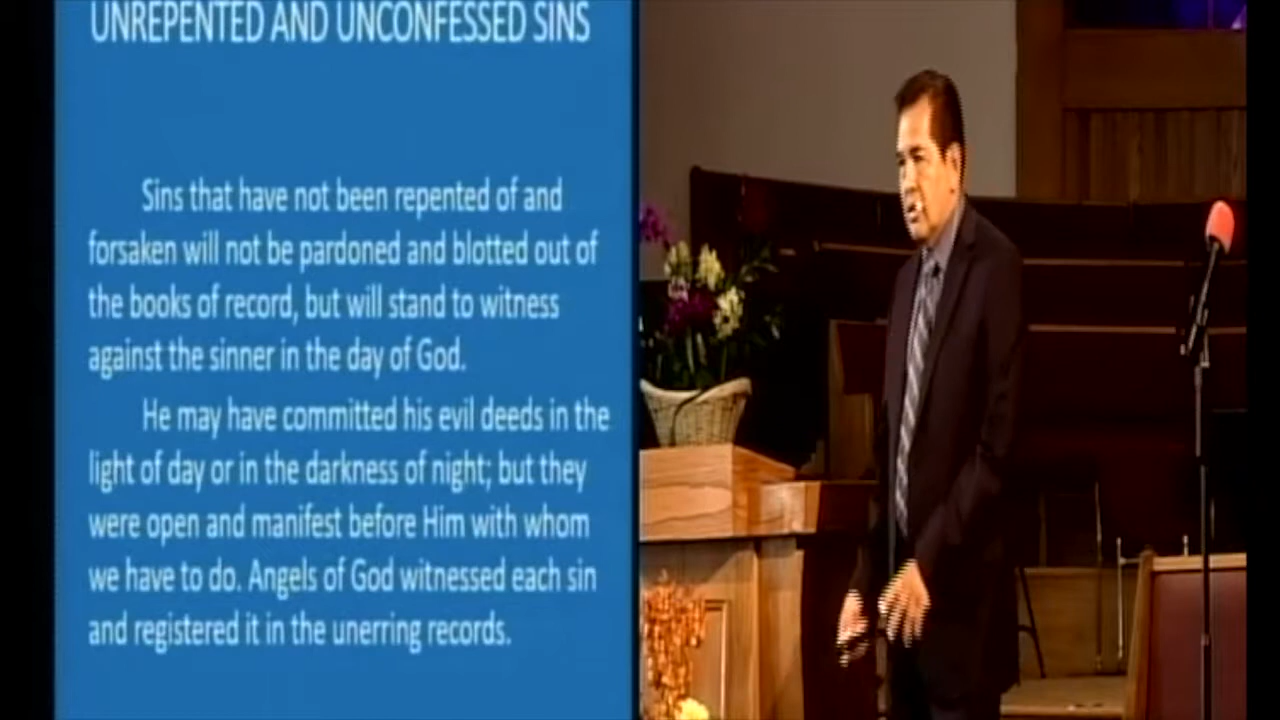 UNREPENTED AND UNCONFESSED SINS
Sins that have not been repented of and
forsaken will not be pardoned and blotted out of
the books of record, but will stand to witness
against the sinner in the day of God.
He may have committed his evil deeds in the
light of day or in the darkness of night; but they
were open and manifest before Him with whom
we have to do. Angels of God witnessed each sin
and registered it in the unerring records.